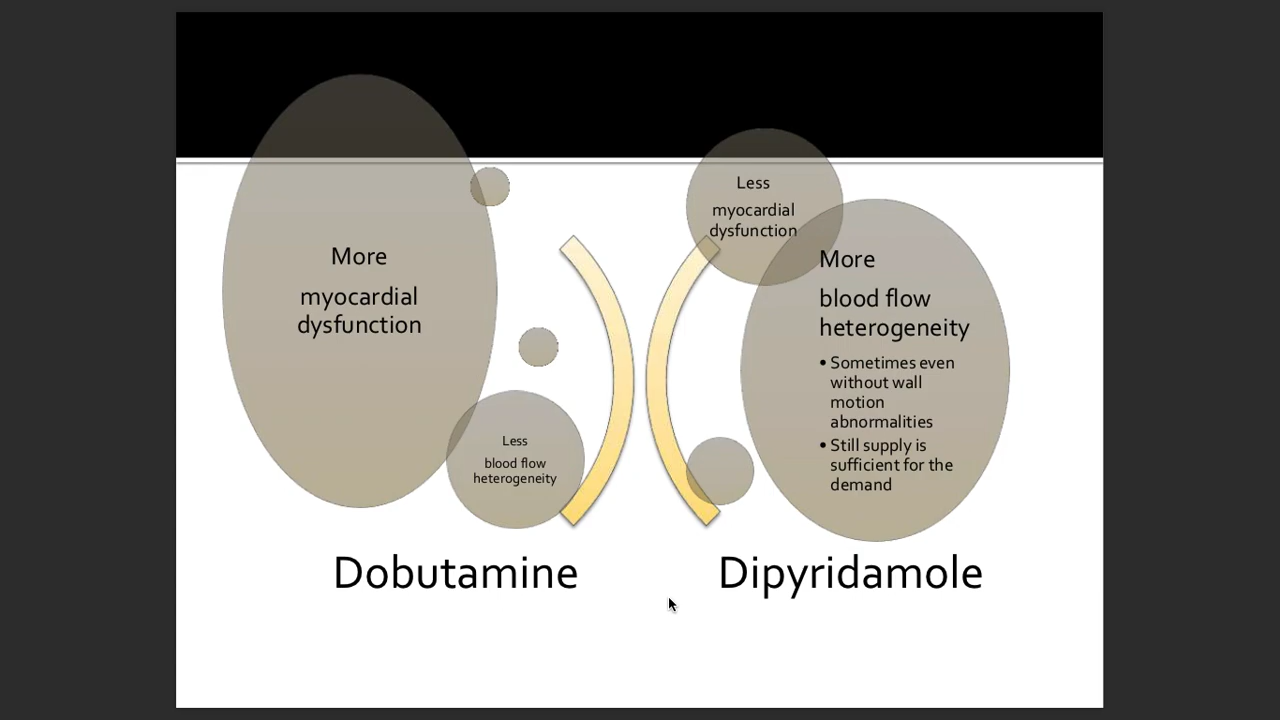 More
myocardial
dysfunction
Less
blood flow
heterogeneity
Dobutamine
Less
myocardial
dysfunction
More
blood flow
heterogeneity
• Sometimes even
without wall
motion
abnormalities
• Still supply is
sufficient for the
demand
Dipyridamole